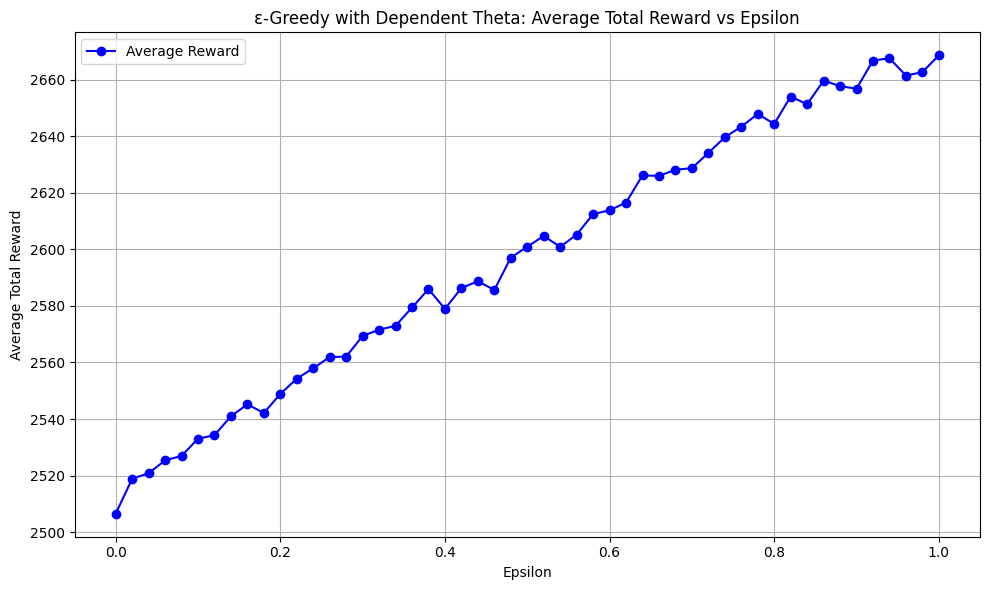 ε-Greedy with Dependent Theta: Average Total Reward vs Epsilon
Average Reward
Average Total Reward
2660
2640
2620
2600
2580
2560
2540
2520
2500
0.0 0.2 0.4 0.6 0.8 1.0
Epsilon